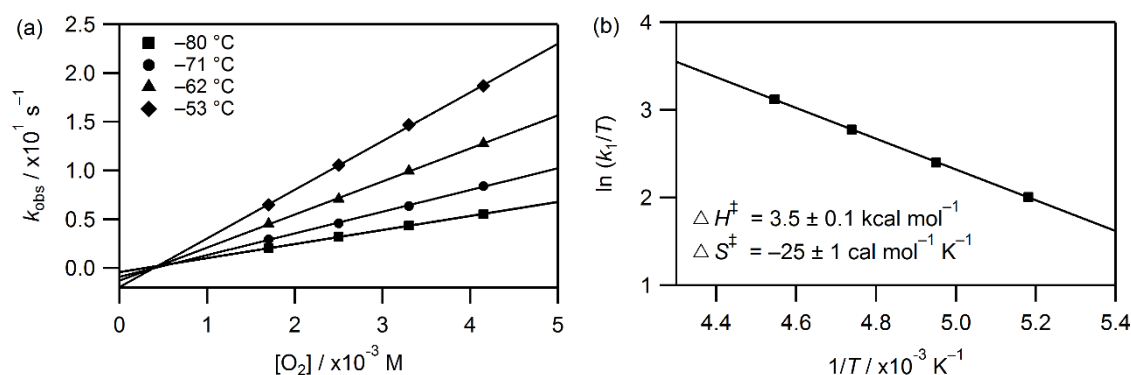 (a)
2.5
2.0
1.5
1.0
0.5
0.0
k_obs / x10¹ s⁻¹
–80 °C
–71 °C
–62 °C
–53 °C
0 1 2 3 4 5
[O₂] / x10⁻³ M
(b)
4
3
2
1
ln (k₁/T)
△ H‡ = 3.5 ± 0.1 kcal mol⁻¹
△ S‡ = –25 ± 1 cal mol⁻¹ K⁻¹
4.4 4.6 4.8 5.0 5.2 5.4
1/T / x10⁻³ K⁻¹